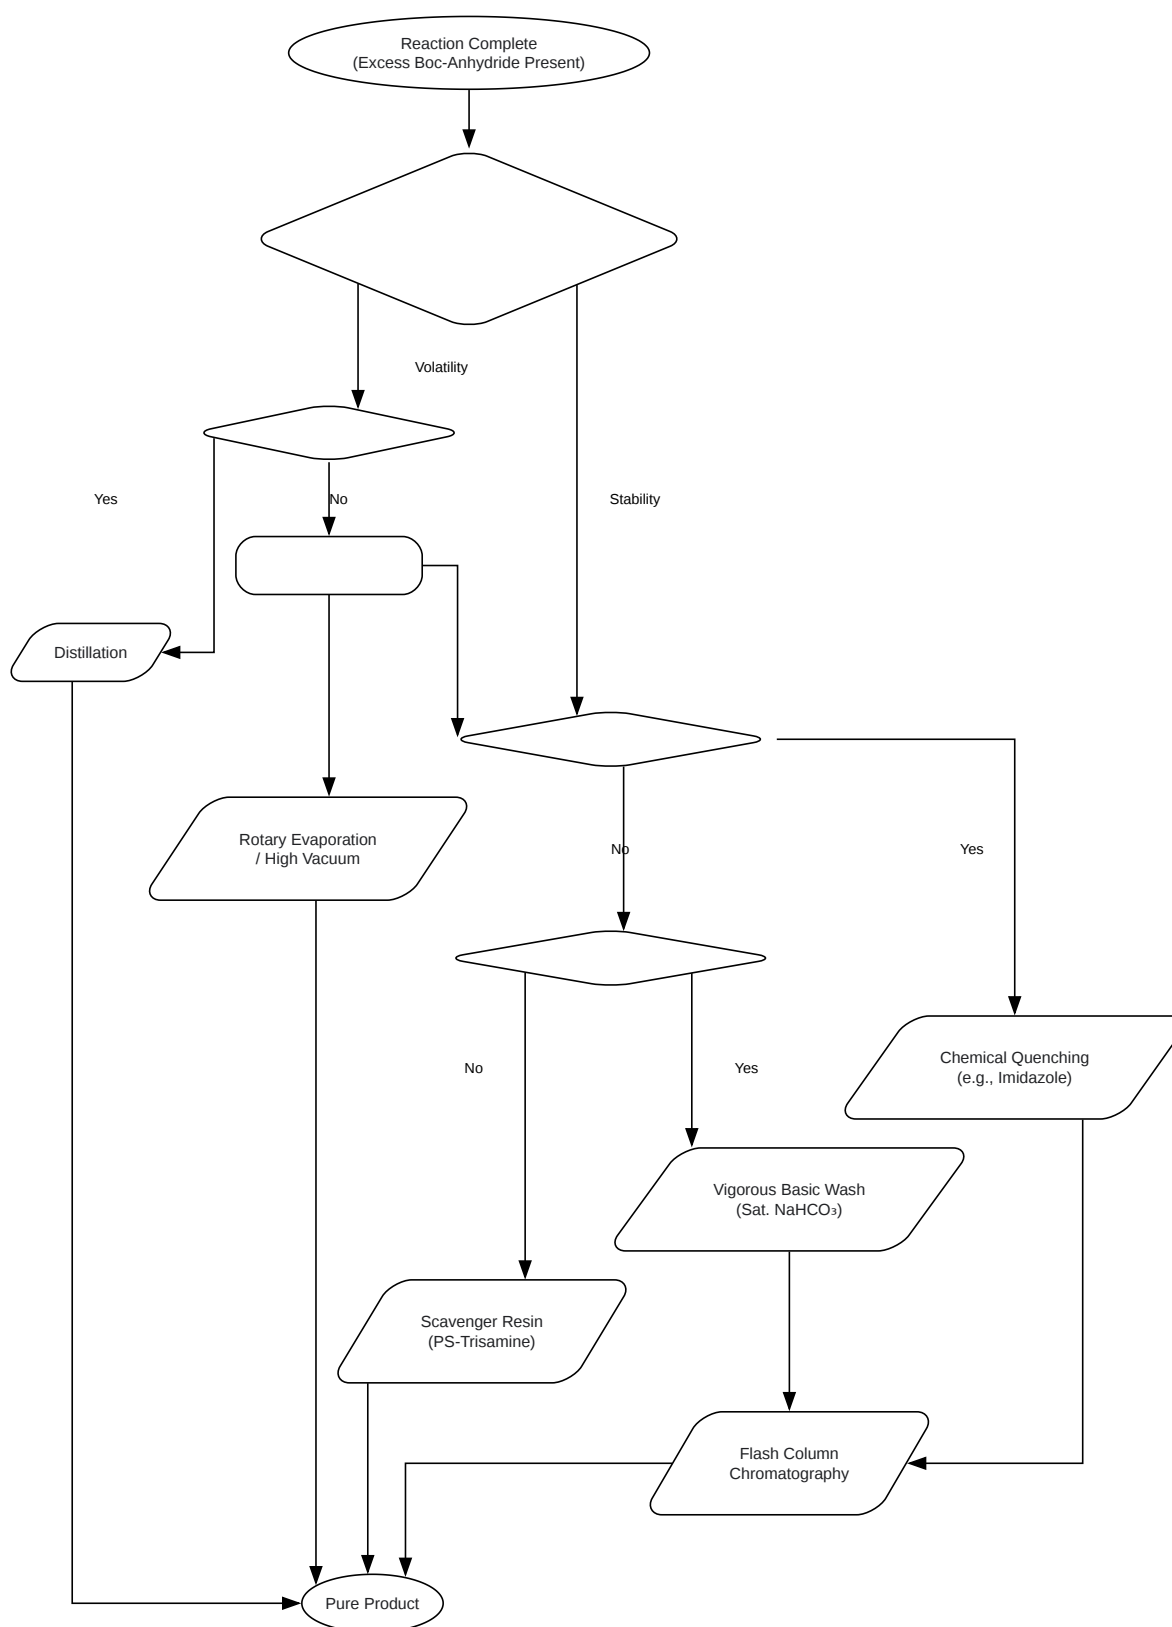 Reaction Complete
(Excess Boc-Anhydride Present)
Volatility
Yes
No
Stability
Distillation
Rotary Evaporation
/ High Vacuum
No
Yes
No
Yes
Chemical Quenching
(e.g., Imidazole)
Vigorous Basic Wash
(Sat. NaHCO₃)
Scavenger Resin
(PS-Trisamine)
Flash Column
Chromatography
Pure Product